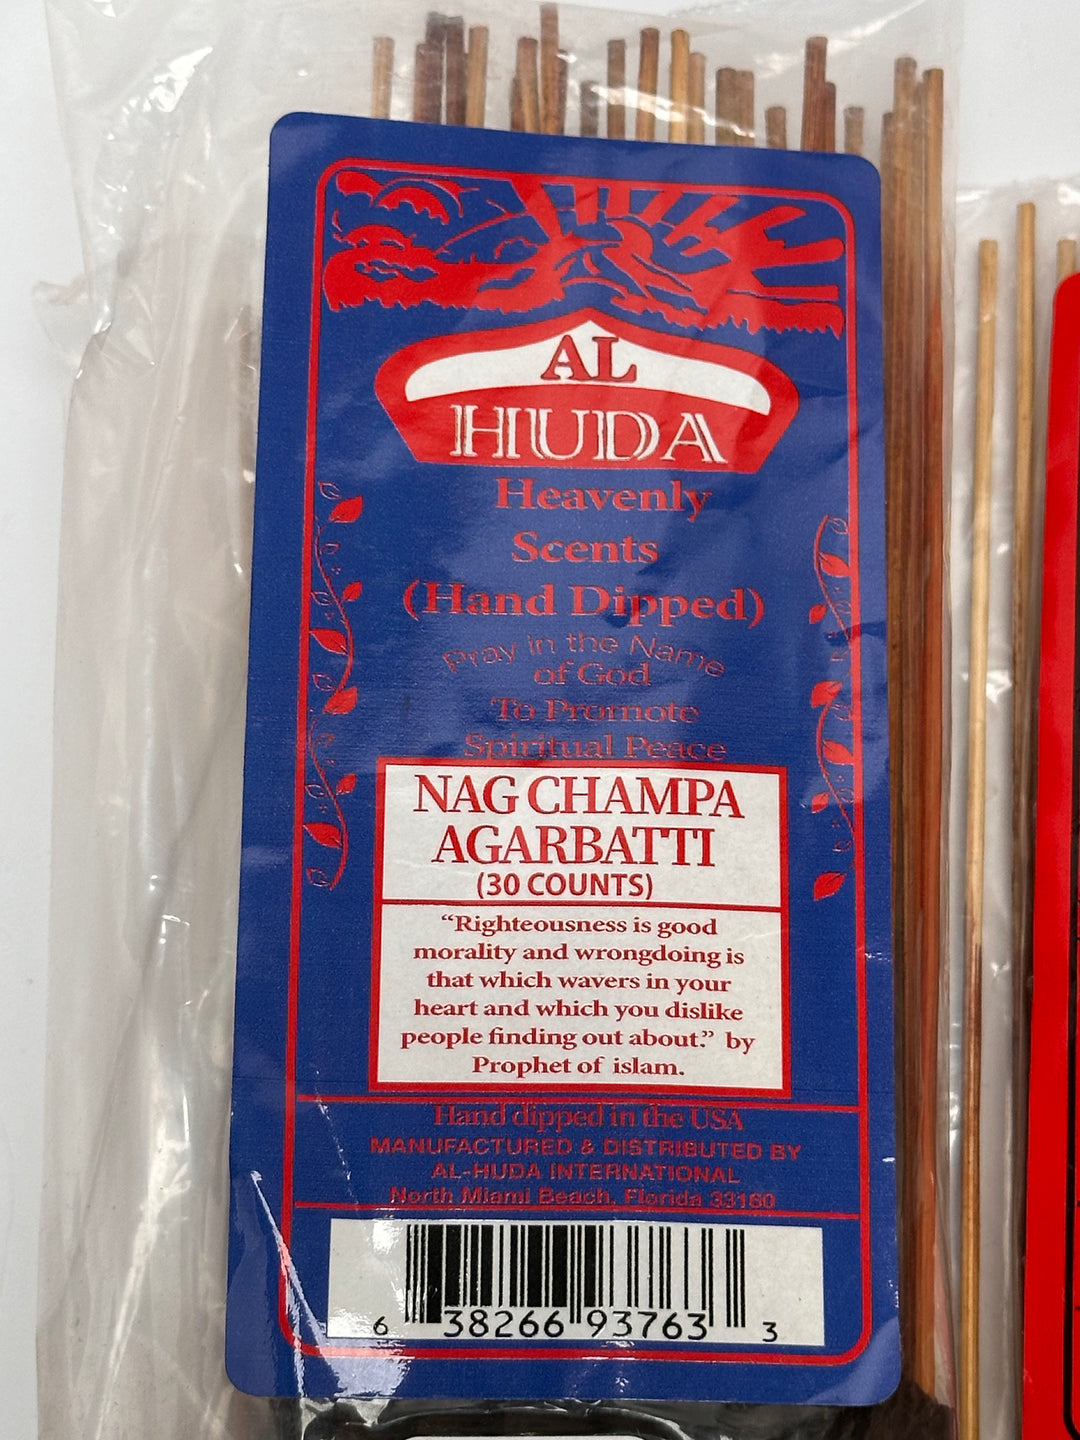 AL
HUDA
Heavenly
Scents
(Hand Dipped)
Pray in the Name
of God
To Promote
Spiritual Peace
NAG CHAMPA
AGARBATTI
(30 COUNTS)
“Righteousness is good
morality and wrongdoing is
that which wavers in your
heart and which you dislike
people finding out about.” by
Prophet of islam.
Hand dipped in the USA
MANUFACTURED & DISTRIBUTED BY
AL-HUDA INTERNATIONAL
North Miami Beach, Florida 33160
6 38266 93763 3